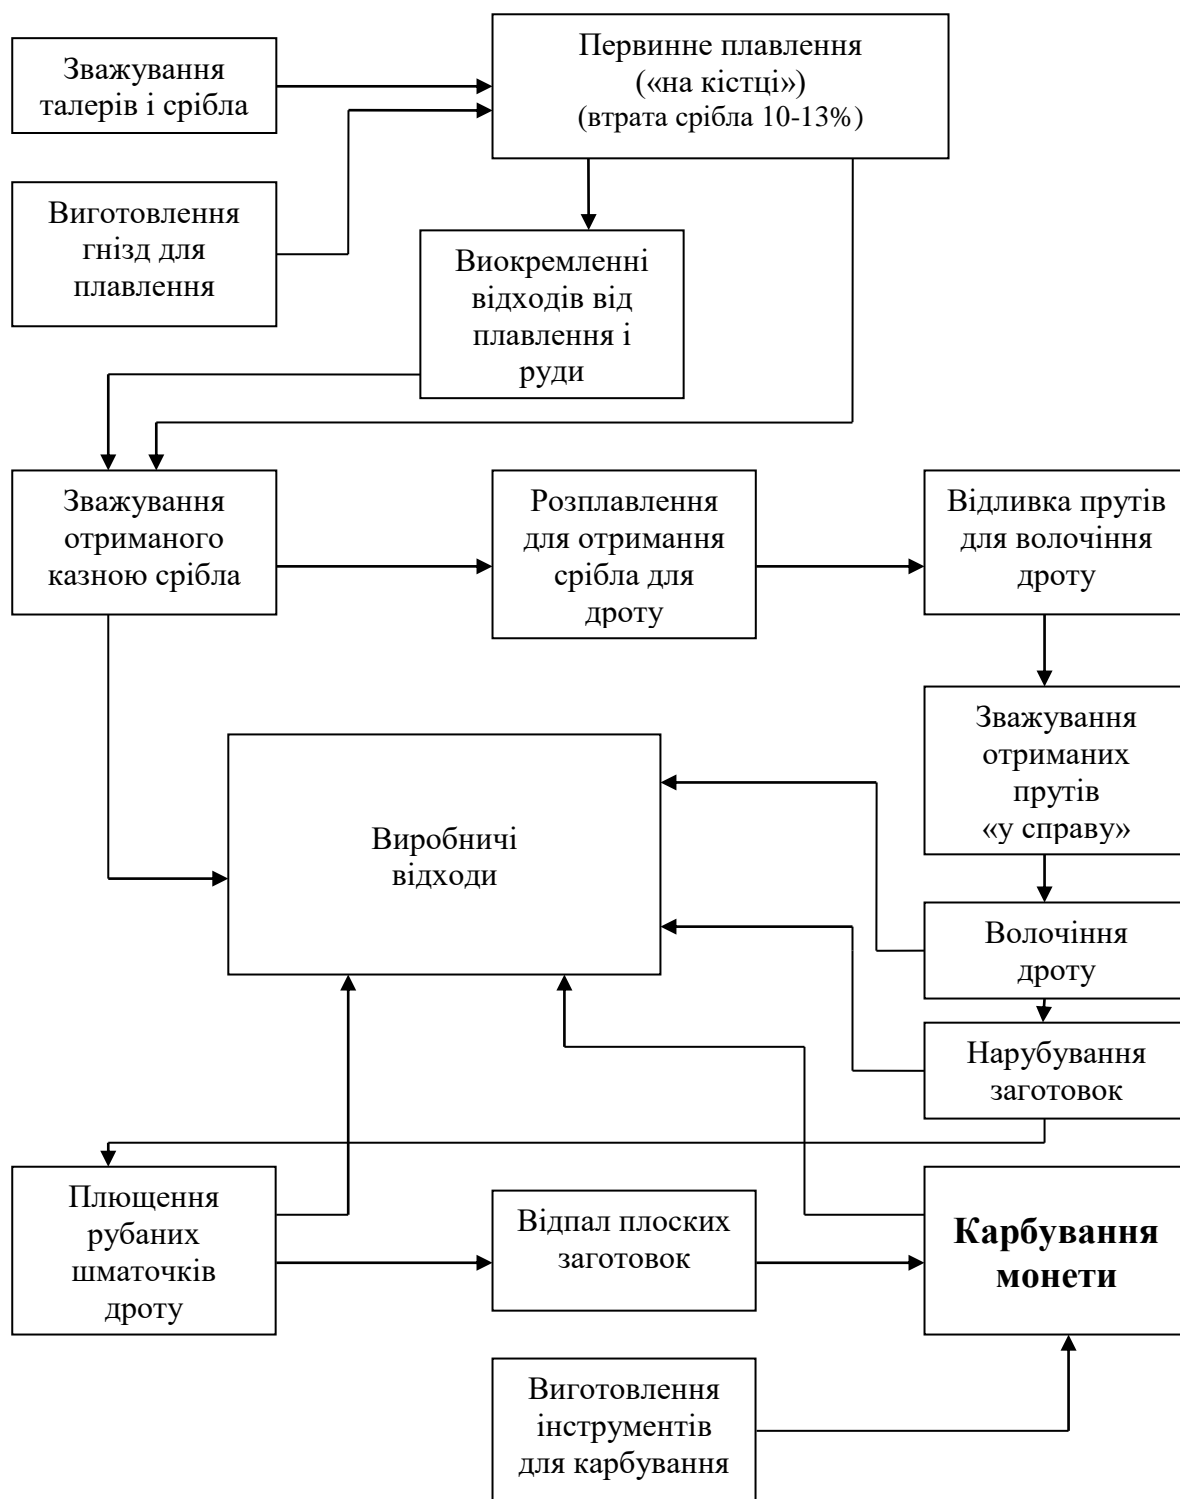 Зважування
талерів і срібла
Первинне плавлення
(«на кістці»)
(втрата срібла 10-13%)
Виготовлення
гнізд для
плавлення
Виокремленні
відходів від
плавлення і
руди
Зважування
отриманого
казною срібла
Розплавлення
для отримання
срібла для
дроту
Відливка прутів
для волочіння
дроту
Зважування
отриманих
прутів
«у справу»
Виробничі
відходи
Волочіння
дроту
Нарубування
заготовок
Плющення
рубаних
шматочків
дроту
Відпал плоских
заготовок
Карбування
монети
Виготовлення
інструментів
для карбування